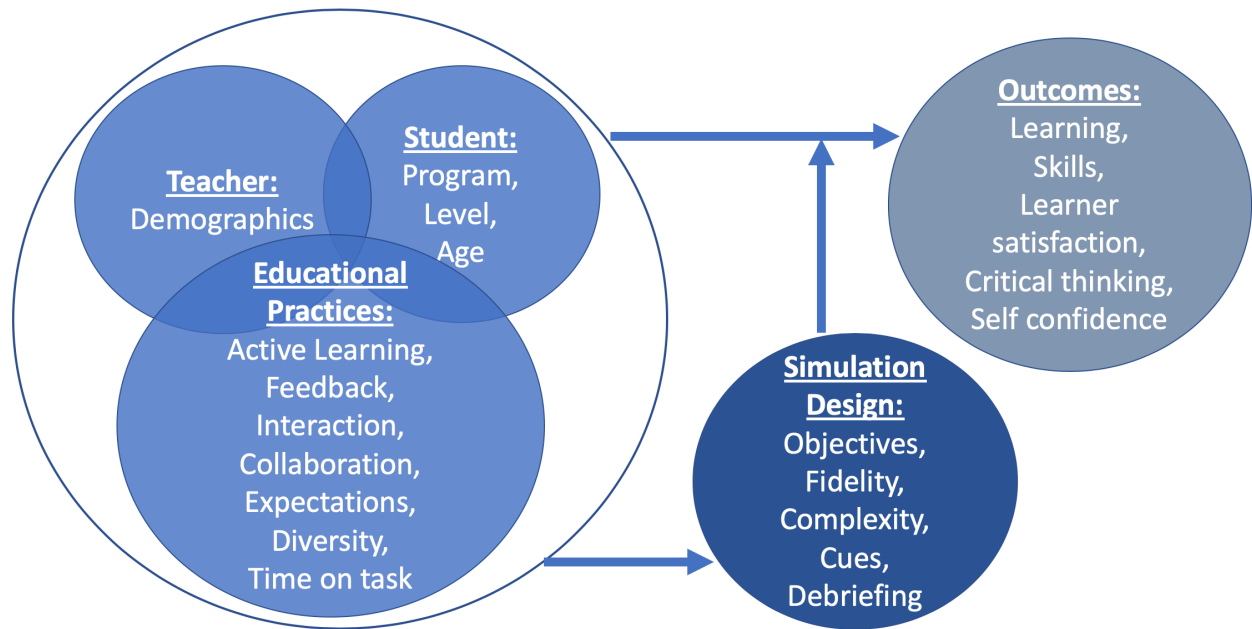 Teacher:
Demographics
Student:
Program,
Level,
Age
Educational
Practices:
Active Learning,
Feedback,
Interaction,
Collaboration,
Expectations,
Diversity,
Time on task
Simulation
Design:
Objectives,
Fidelity,
Complexity,
Cues,
Debriefing
Outcomes:
Learning,
Skills,
Learner
satisfaction,
Critical thinking,
Self confidence